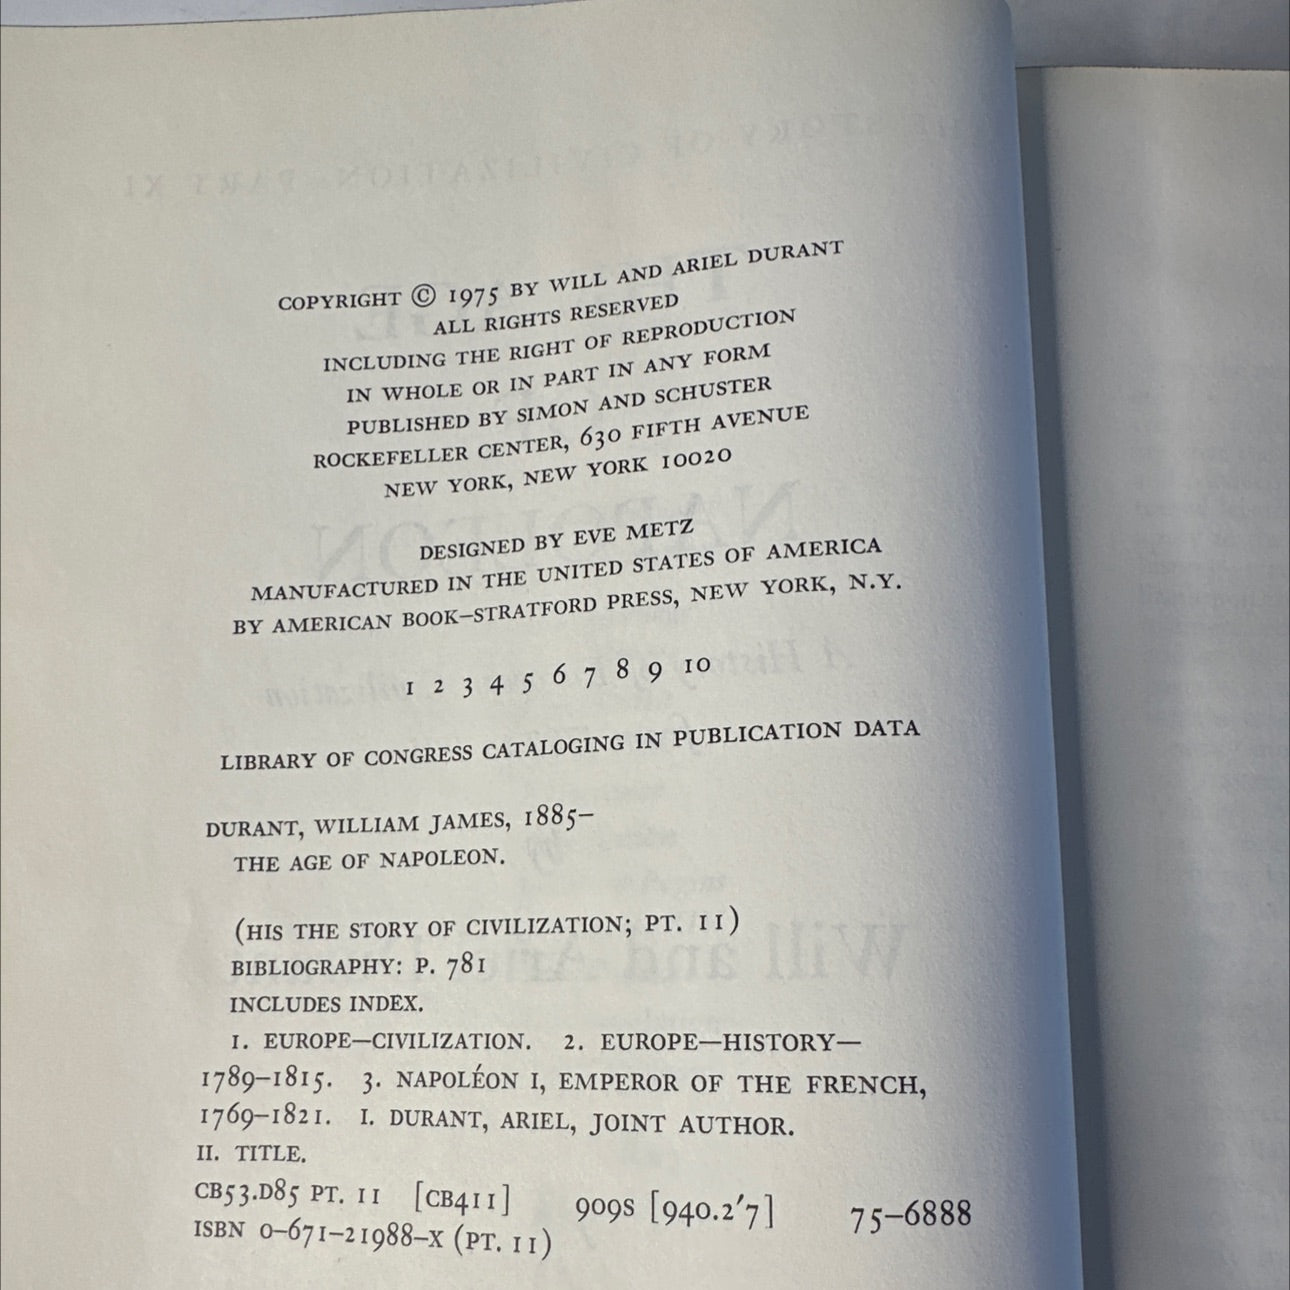 COPYRIGHT © 1975 BY WILL AND ARIEL DURANT
ALL RIGHTS RESERVED
INCLUDING THE RIGHT OF REPRODUCTION
IN WHOLE OR IN PART IN ANY FORM
PUBLISHED BY SIMON AND SCHUSTER
ROCKEFELLER CENTER, 630 FIFTH AVENUE
NEW YORK, NEW YORK 10020
DESIGNED BY EVE METZ
MANUFACTURED IN THE UNITED STATES OF AMERICA
BY AMERICAN BOOK–STRATFORD PRESS, NEW YORK, N.Y.
1 2 3 4 5 6 7 8 9 10
LIBRARY OF CONGRESS CATALOGING IN PUBLICATION DATA
DURANT, WILLIAM JAMES, 1885–
THE AGE OF NAPOLEON.
(HIS THE STORY OF CIVILIZATION; PT. 11)
BIBLIOGRAPHY: P. 781
INCLUDES INDEX.
1. EUROPE—CIVILIZATION. 2. EUROPE—HISTORY—
1789–1815. 3. NAPOLÉON I, EMPEROR OF THE FRENCH,
1769–1821. I. DURANT, ARIEL, JOINT AUTHOR.
II. TITLE.
CB53.D85 PT. 11 [CB411] 909S [940.2′7] 75–6888
ISBN 0–671–21988–X (PT. 11)